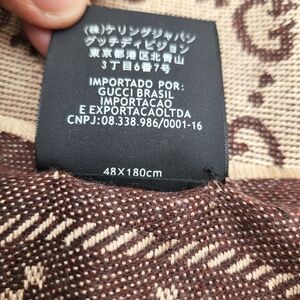 (株)ケリングジャパン
グッチディビジョン
東京都港区北青山
3丁目6番7号
IMPORTADO POR:
GUCCI BRASIL
IMPORTACAO
E EXPORTACAOLTDA
CNPJ: 08.338.986/0001-16
48×180cm